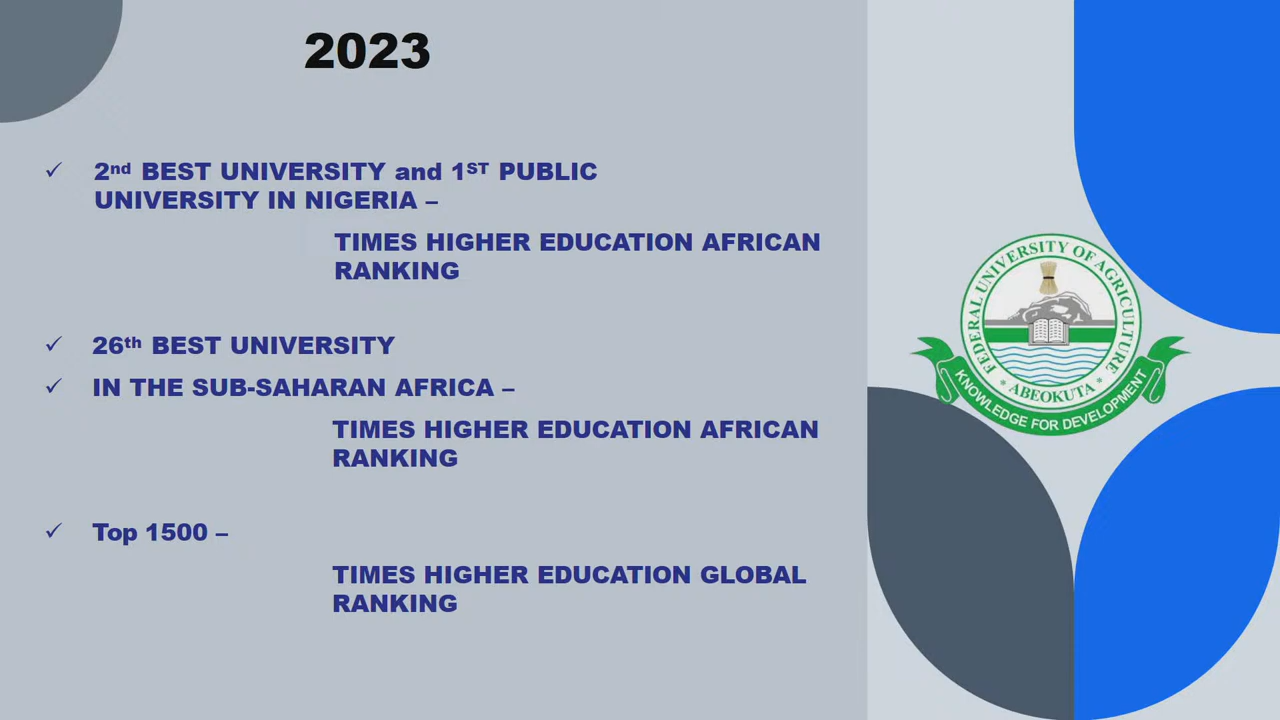 2023
2nd BEST UNIVERSITY and 1ST PUBLIC
UNIVERSITY IN NIGERIA –
TIMES HIGHER EDUCATION AFRICAN
RANKING
26th BEST UNIVERSITY
IN THE SUB-SAHARAN AFRICA –
TIMES HIGHER EDUCATION AFRICAN
RANKING
Top 1500 –
TIMES HIGHER EDUCATION GLOBAL
RANKING
FEDERAL UNIVERSITY OF AGRICULTURE
* ABEOKUTA *
KNOWLEDGE FOR DEVELOPMENT